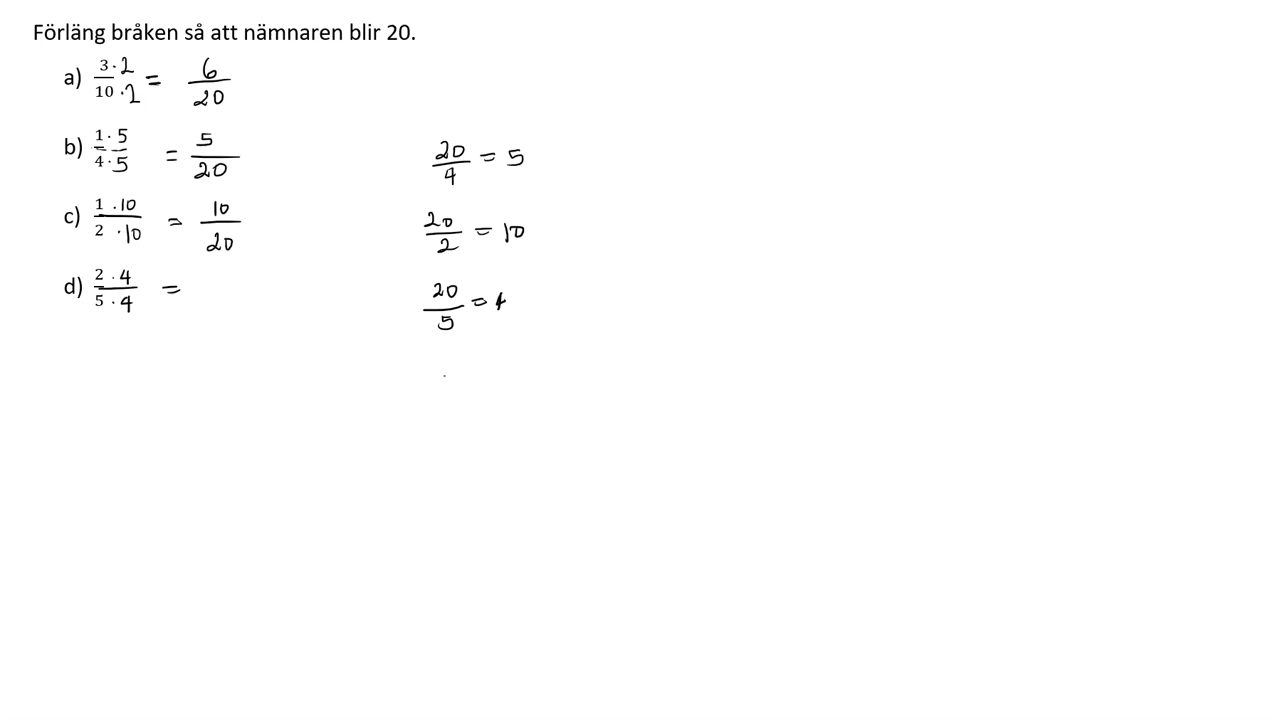 Förläng bråken så att nämnaren blir 20.
a) 3·2/10·2 = 6/20
b) 1·5/4·5 = 5/20
20/4 = 5
c) 1·10/2·10 = 10/20
20/2 = 10
d) 2·4/5·4 =
20/5 = 4